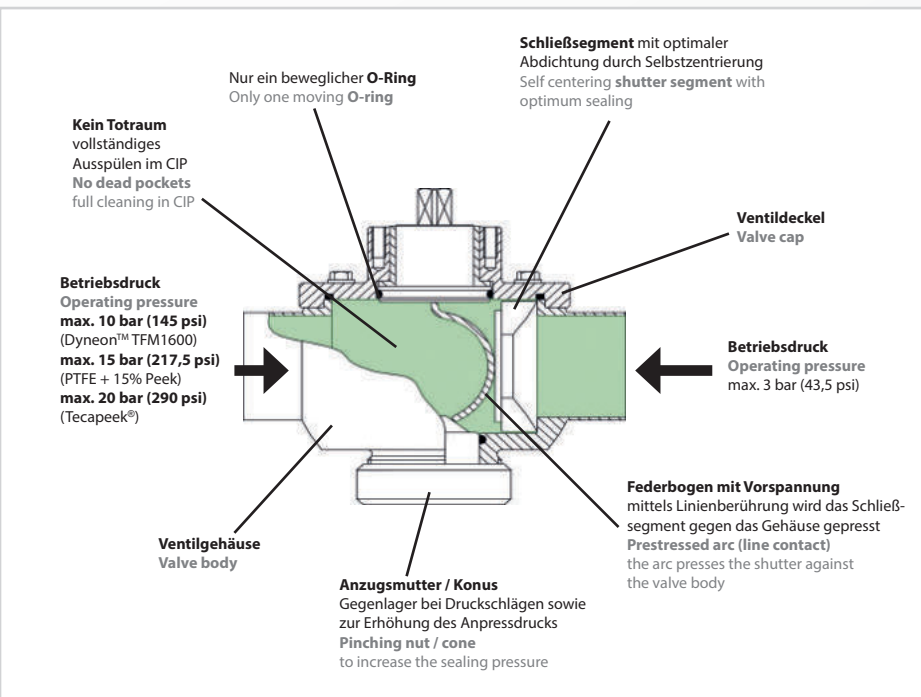 Schließsegment mit optimaler
Abdichtung durch Selbstzentrierung
Self centering shutter segment with
optimum sealing
Nur ein beweglicher O-Ring
Only one moving O-ring
Kein Totraum
vollständiges
Ausspülen im CIP
No dead pockets
full cleaning in CIP
Ventildeckel
Valve cap
Betriebsdruck
Operating pressure
max. 10 bar (145 psi)
(Dyneon™ TFM1600)
max. 15 bar (217,5 psi)
(PTFE + 15% Peek)
max. 20 bar (290 psi)
(Tecapeek®)
Betriebsdruck
Operating pressure
max. 3 bar (43,5 psi)
Federbogen mit Vorspannung
mittels Linienberührung wird das Schließ-
segment gegen das Gehäuse gepresst
Prestressed arc (line contact)
the arc presses the shutter against
the valve body
Ventilgehäuse
Valve body
Anzugsmutter / Konus
Gegenlager bei Druckschlägen sowie
zur Erhöhung des Anpressdrucks
Pinching nut / cone
to increase the sealing pressure